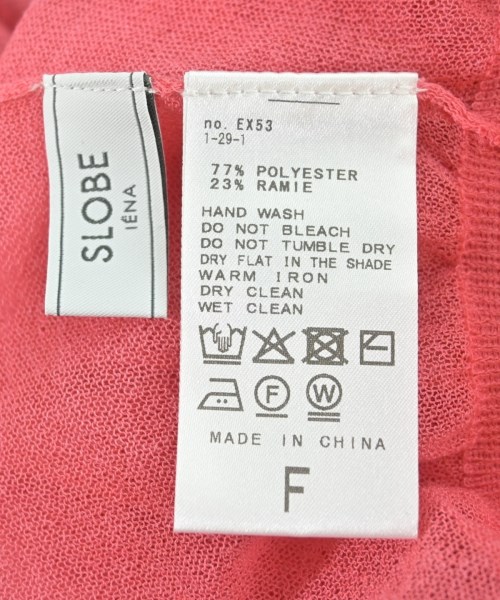 SLOBE
IÉNA
no. EX53
1-29-1
77% POLYESTER
23% RAMIE
HAND WASH
DO NOT BLEACH
DO NOT TUMBLE DRY
DRY FLAT IN THE SHADE
WARM IRON
DRY CLEAN
WET CLEAN
F
W
MADE IN CHINA
F